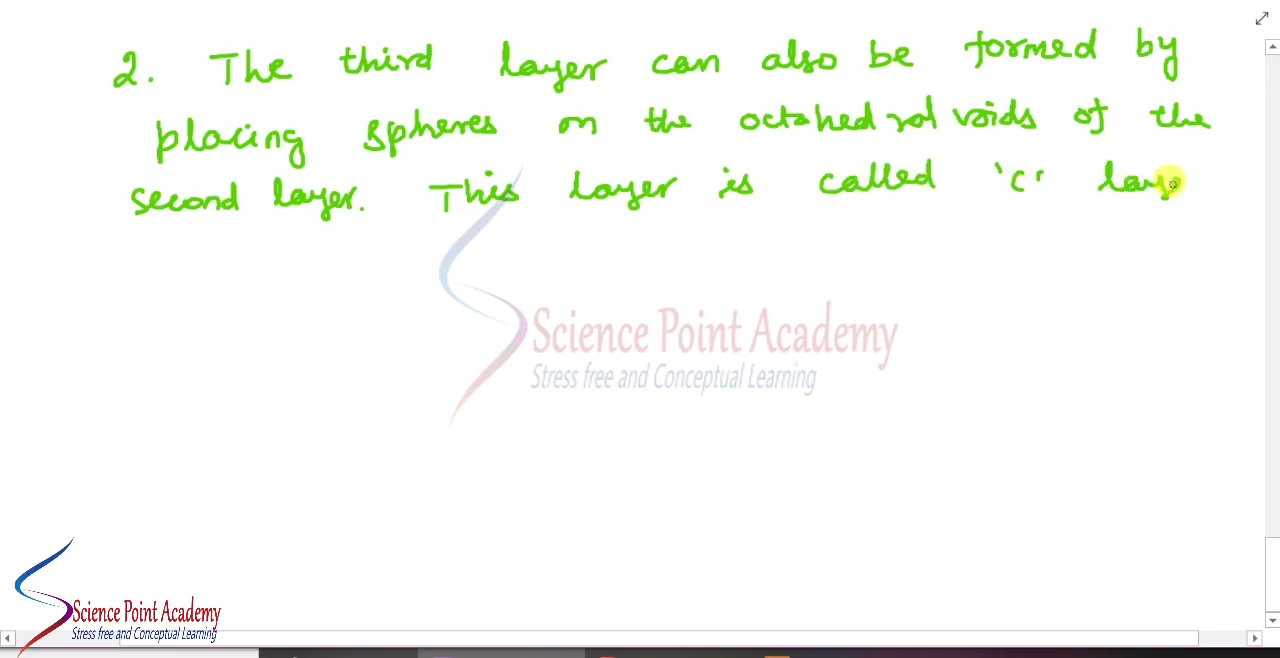 2. The third layer can also be formed by
placing spheres on the octahedral voids of the
second layer. This layer is called 'c' laye
Science Point Academy
Stress free and Conceptual Learning
Science Point Academy
Stress free and Conceptual Learning